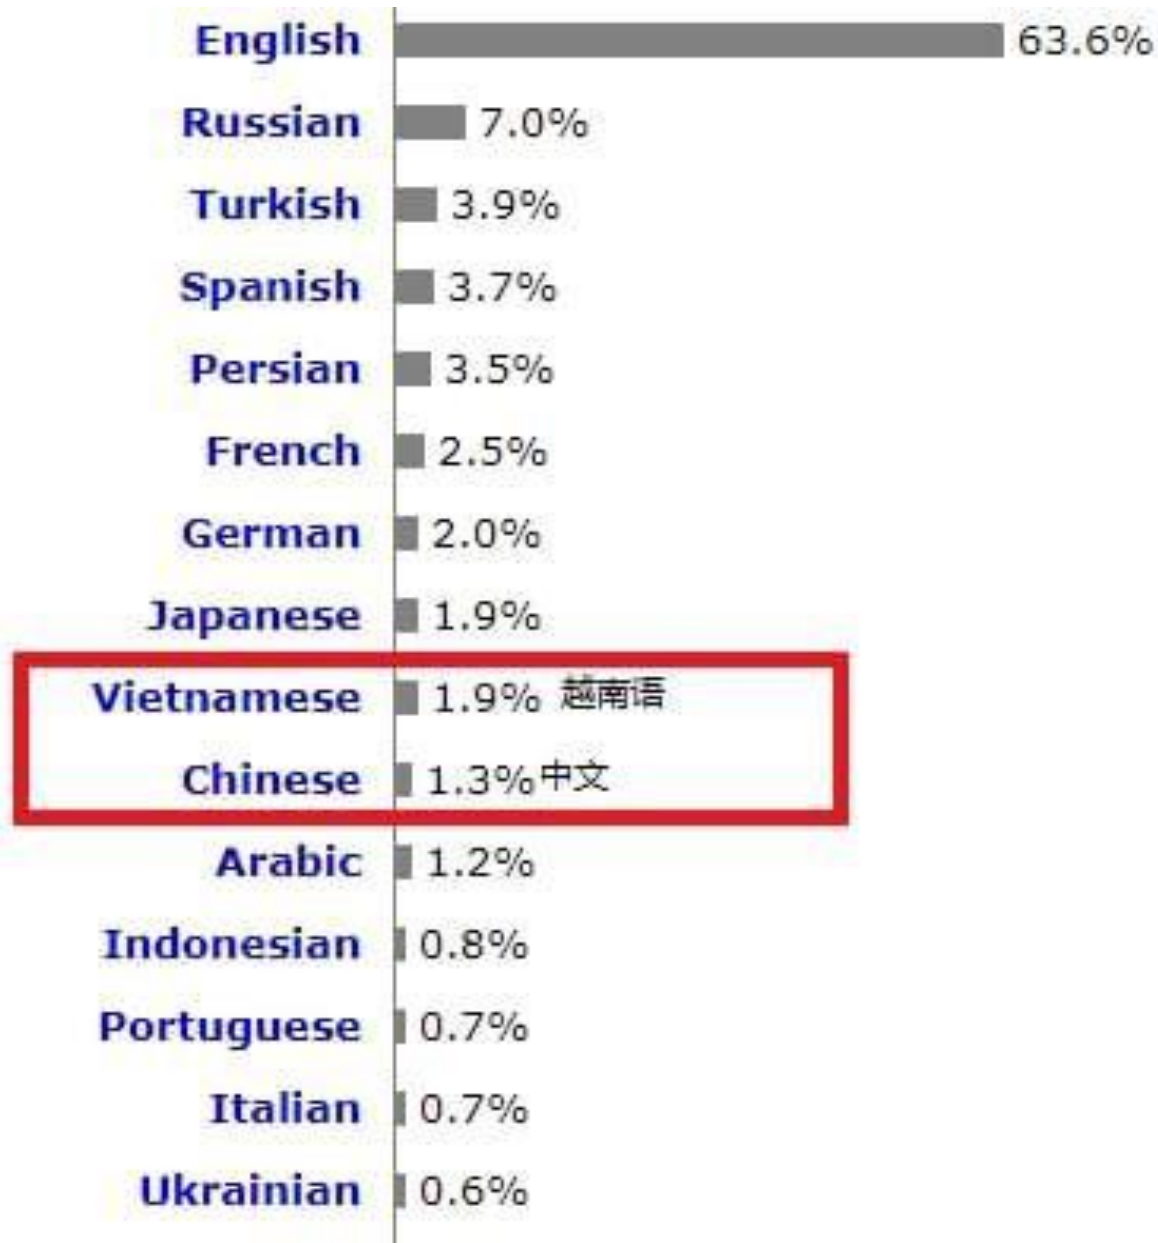 English 63.6%
Russian 7.0%
Turkish 3.9%
Spanish 3.7%
Persian 3.5%
French 2.5%
German 2.0%
Japanese 1.9%
Vietnamese 1.9% 越南语
Chinese 1.3% 中文
Arabic 1.2%
Indonesian 0.8%
Portuguese 0.7%
Italian 0.7%
Ukrainian 0.6%